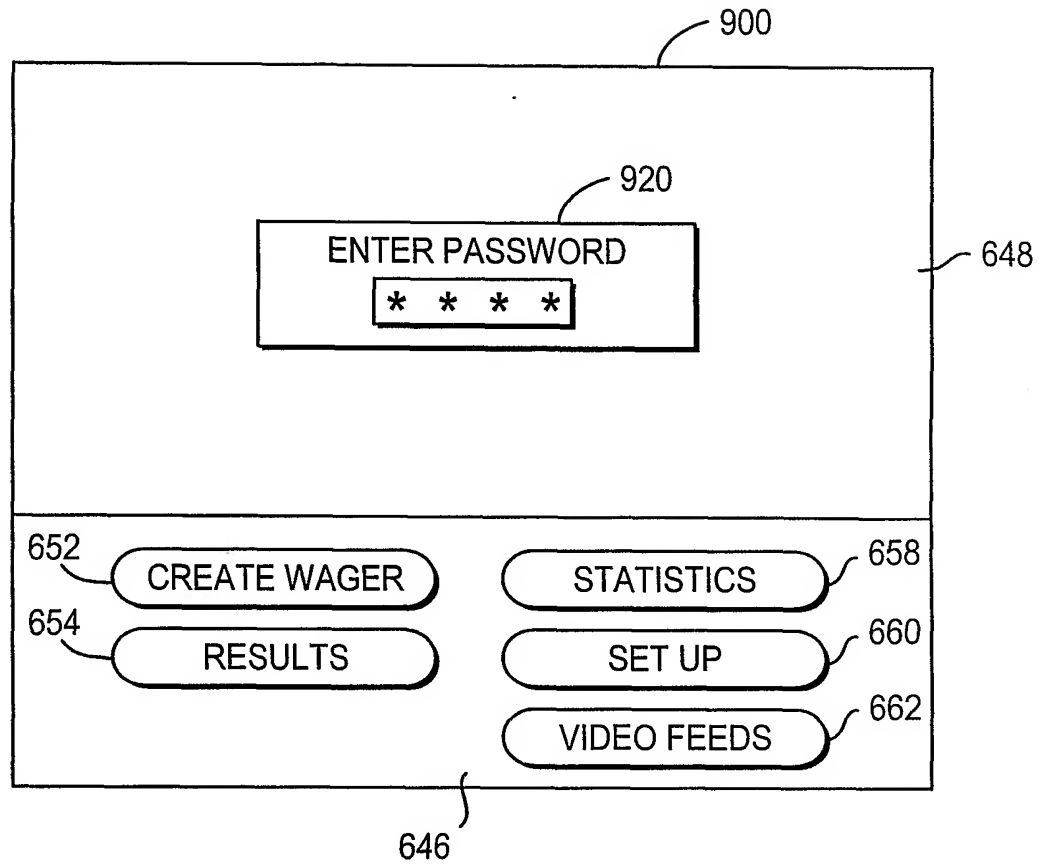 900
920
ENTER PASSWORD
* * * *
648
652
CREATE WAGER
STATISTICS
658
654
RESULTS
SET UP
660
VIDEO FEEDS
662
646